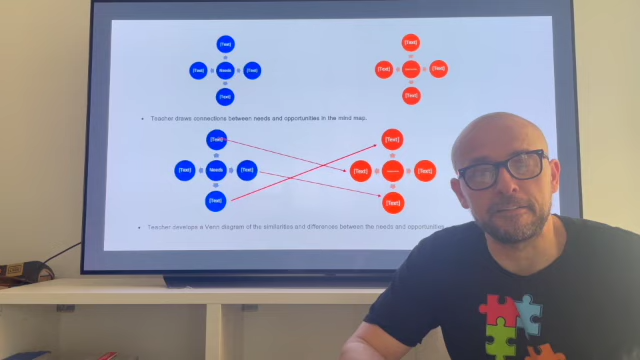 [Text]
[Text]
[Text]
Needs
[Text]
[Text]
[Text]
[Text]
[Text]
• Teacher draws connections between needs and opportunities in the mind map.
[Text]
[Text]
[Text]
Needs
[Text]
[Text]
[Text]
[Text]
[Text]
• Teacher develops a Venn diagram of the similarities and differences between the needs and opportunities